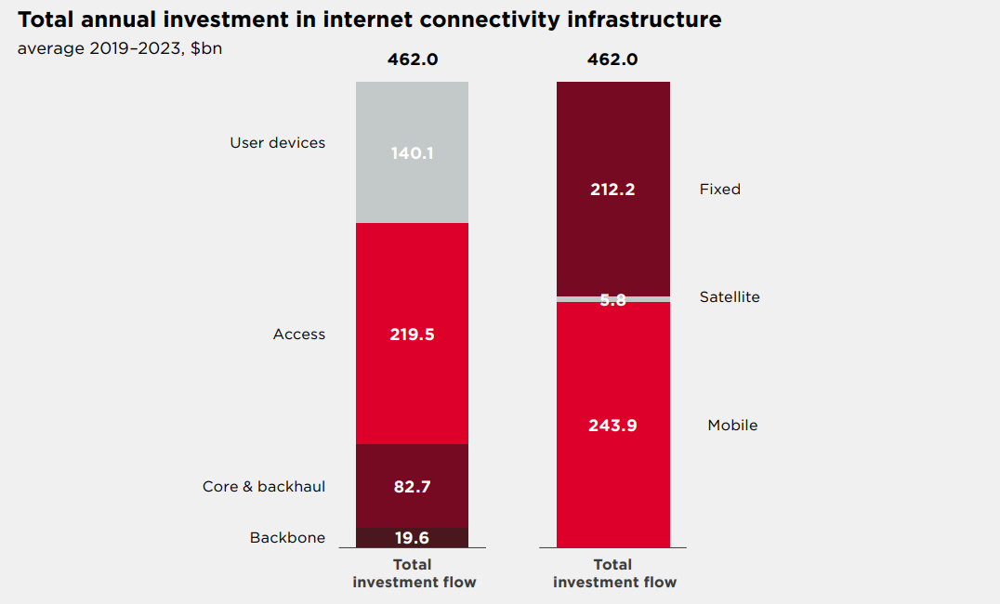 Total annual investment in internet connectivity infrastructure
average 2019–2023, $bn
462.0
462.0
User devices
140.1
Access
219.5
Core & backhaul
82.7
Backbone
19.6
212.2
Fixed
5.8
Satellite
243.9
Mobile
Total
investment flow
Total
investment flow